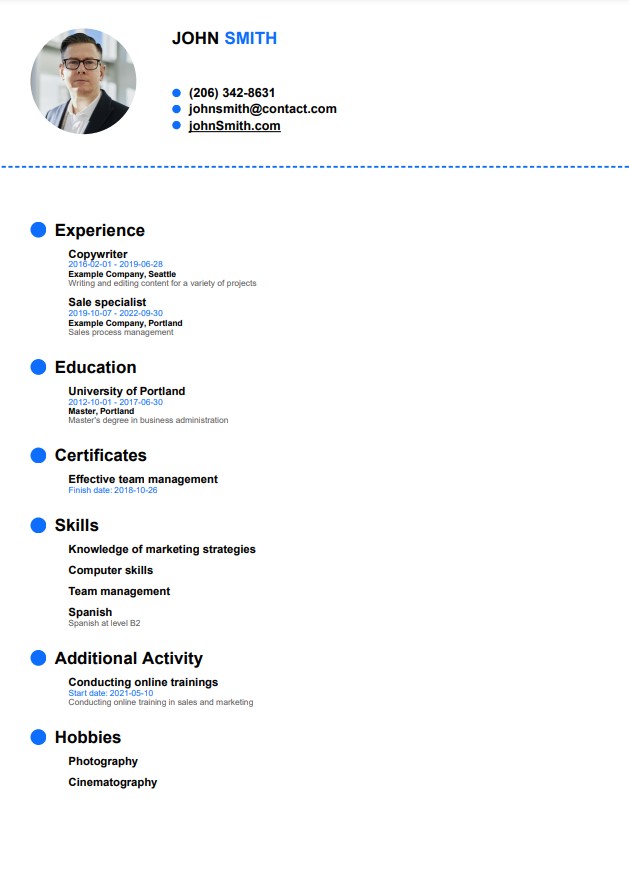 JOHN SMITH
(206) 342-8631
johnsmith@contact.com
johnSmith.com
Experience
Copywriter
2016-02-01 - 2019-06-28
Example Company, Seattle
Writing and editing content for a variety of projects
Sale specialist
2019-10-07 - 2022-09-30
Example Company, Portland
Sales process management
Education
University of Portland
2012-10-01 - 2017-06-30
Master, Portland
Master's degree in business administration
Certificates
Effective team management
Finish date: 2018-10-26
Skills
Knowledge of marketing strategies
Computer skills
Team management
Spanish
Spanish at level B2
Additional Activity
Conducting online trainings
Start date: 2021-05-10
Conducting online training in sales and marketing
Hobbies
Photography
Cinematography